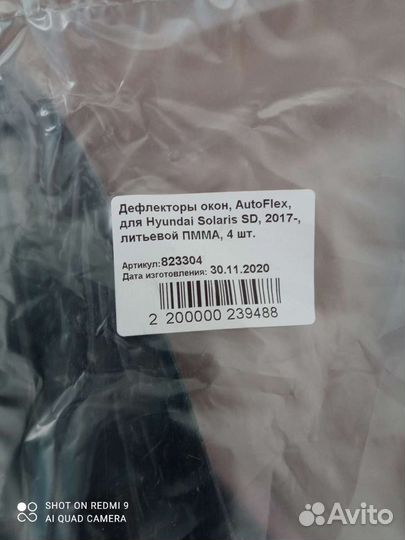 Дефлекторы окон, AutoFlex,
для Hyundai Solaris SD, 2017-,
литьевой ПММА, 4 шт.
Артикул:823304
Дата изготовления: 30.11.2020
2 200000 239488
SHOT ON REDMI 9
AI QUAD CAMERA
Avito